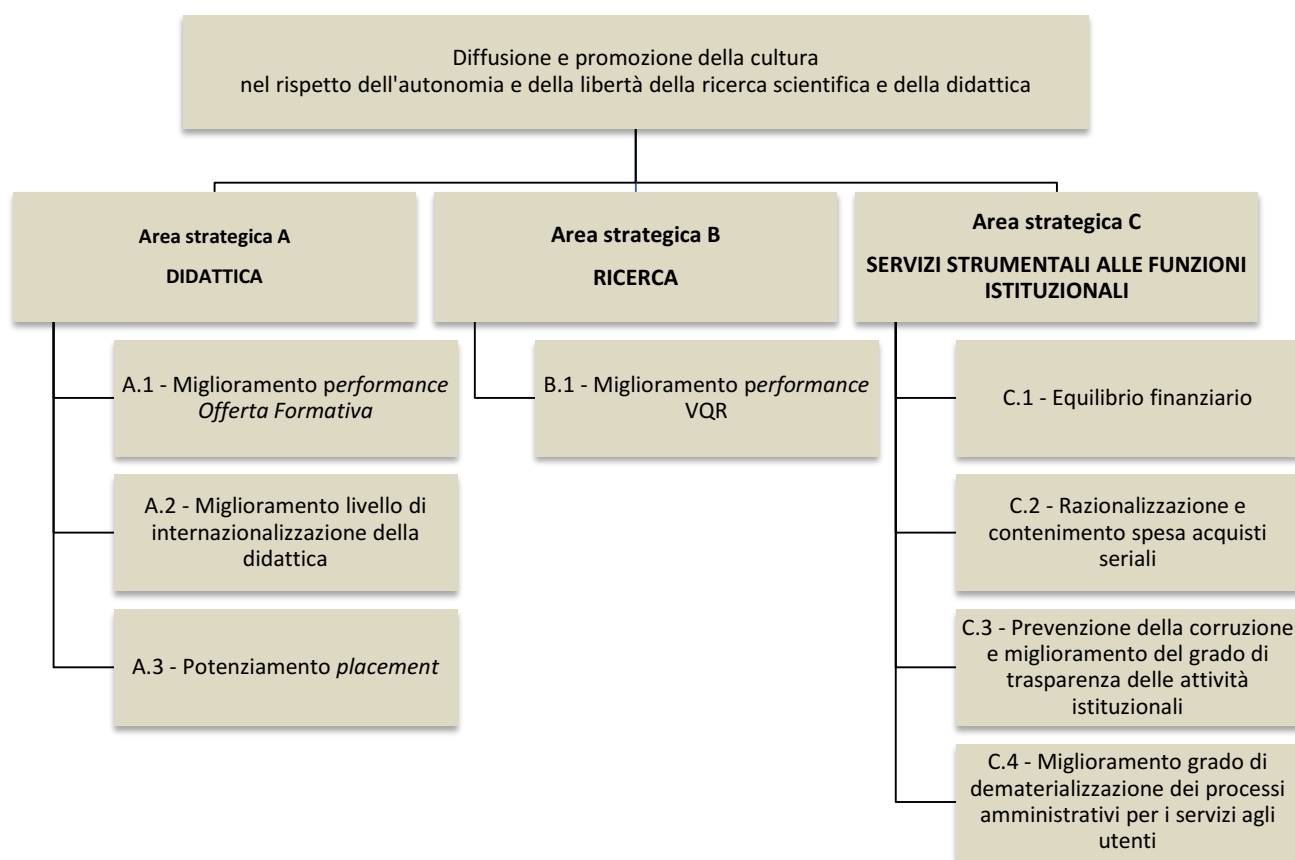 Diffusione e promozione della cultura
nel rispetto dell'autonomia e della libertà della ricerca scientifica e della didattica
Area strategica A
DIDATTICA
A.1 - Miglioramento performance
Offerta Formativa
A.2 - Miglioramento livello di
internazionalizzazione della
didattica
A.3 - Potenziamento placement
Area strategica B
RICERCA
B.1 - Miglioramento performance
VQR
Area strategica C
SERVIZI STRUMENTALI ALLE FUNZIONI
ISTITUZIONALI
C.1 - Equilibrio finanziario
C.2 - Razionalizzazione e
contenimento spesa acquisti
seriali
C.3 - Prevenzione della corruzione
e miglioramento del grado di
trasparenza delle attività
istituzionali
C.4 - Miglioramento grado di
dematerializzazione dei processi
amministrativi per i servizi agli
utenti